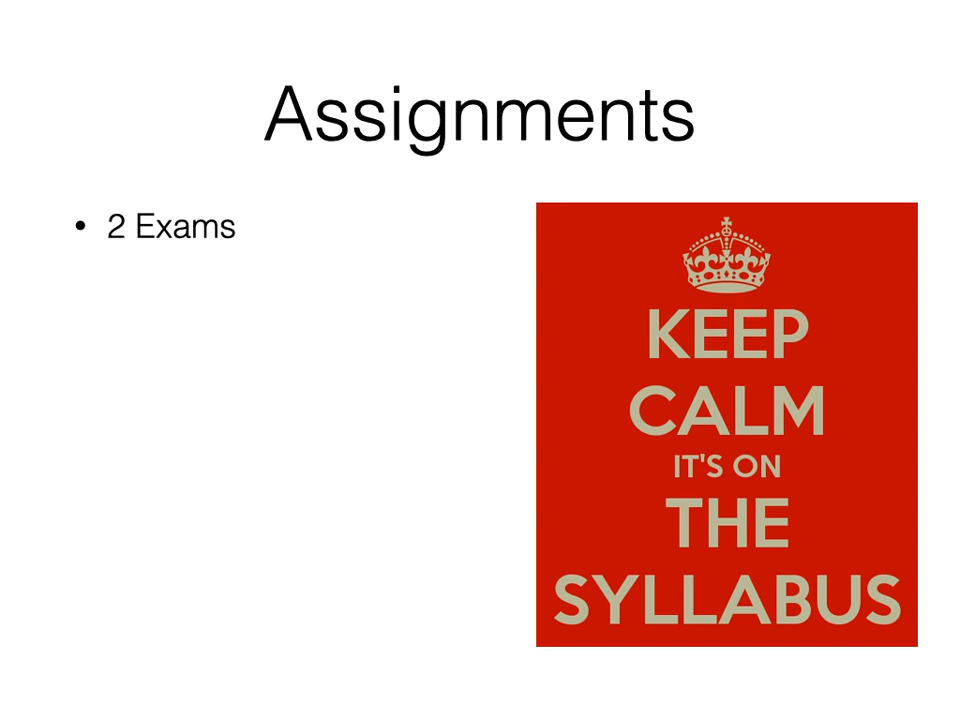 Assignments
• 2 Exams
KEEP
CALM
IT'S ON
THE
SYLLABUS